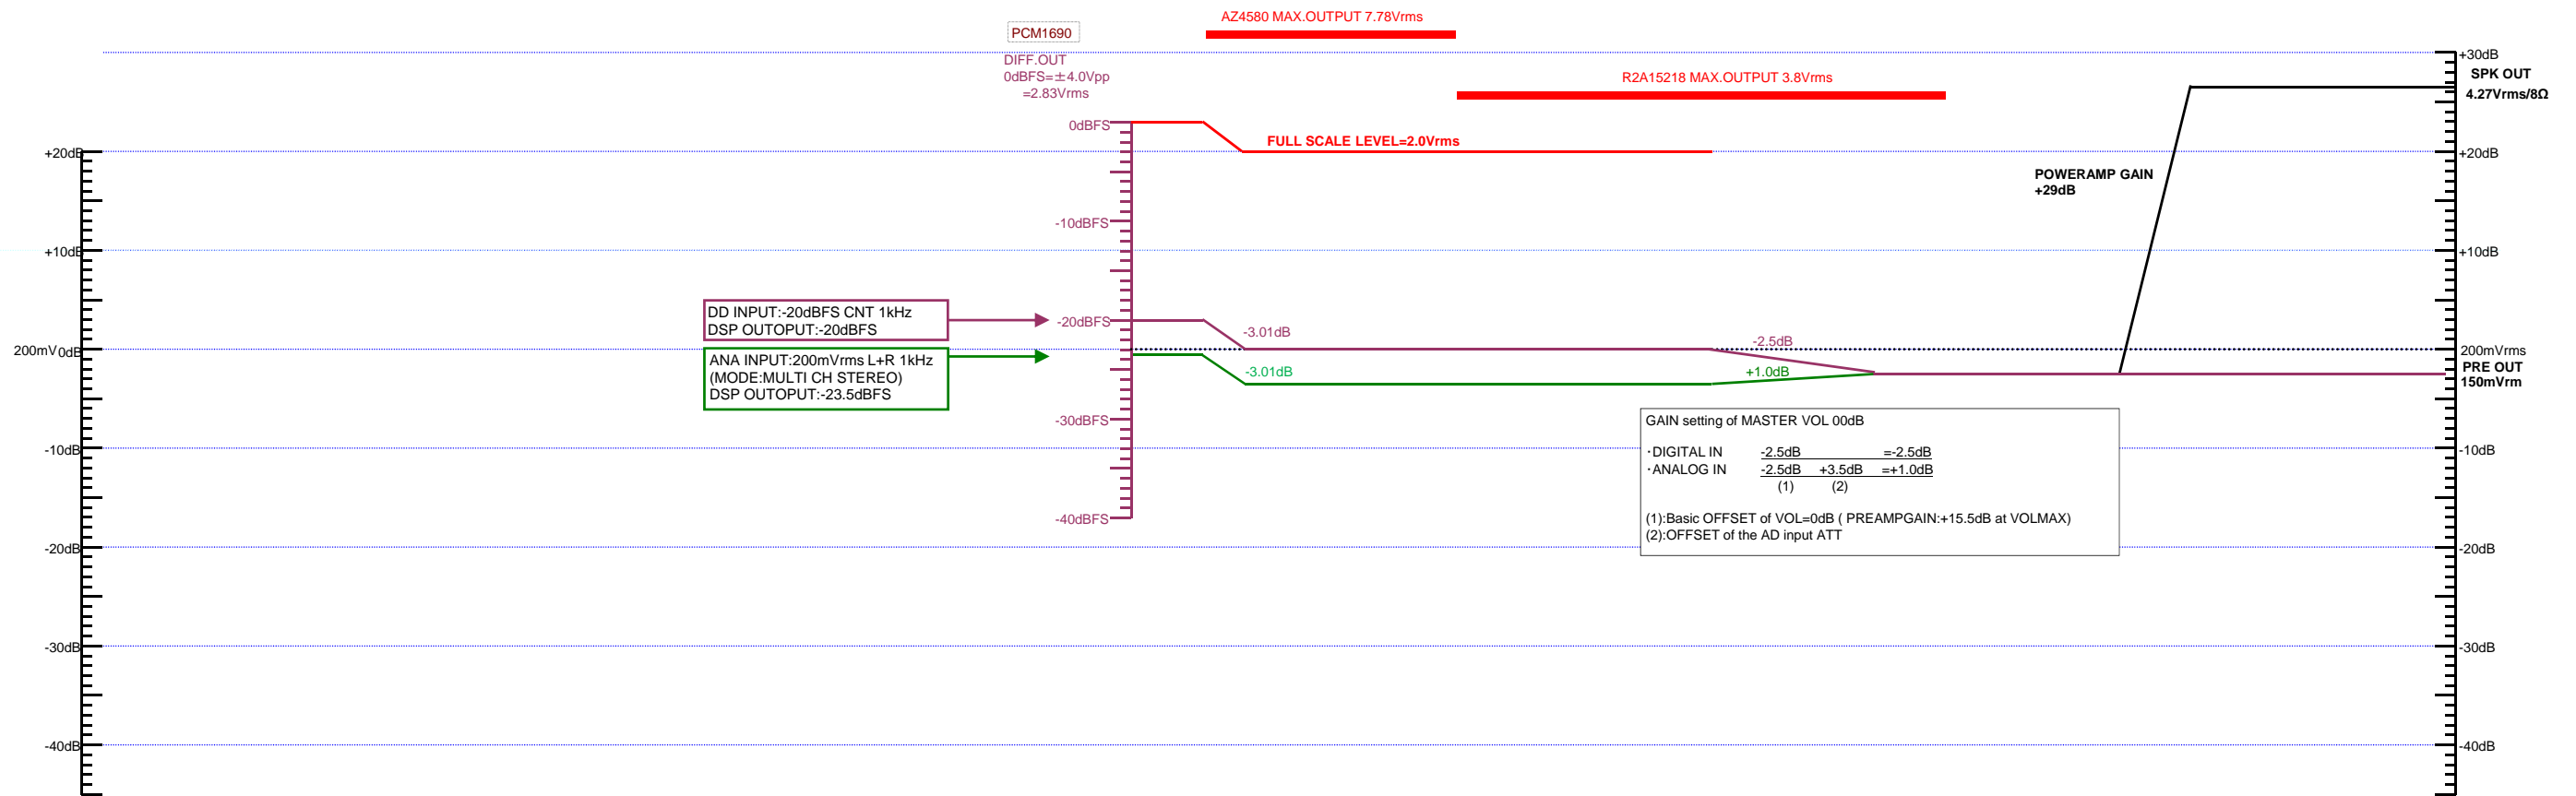 AZ4580 MAX.OUTPUT 7.78Vrms
PCM1690
DIFF.OUT
0dBFS=±4.0Vpp
=2.83Vrms
R2A15218 MAX.OUTPUT 3.8Vrms
+30dB
SPK OUT
4.27Vrms/8Ω
0dBFS
FULL SCALE LEVEL=2.0Vrms
+20dB
+20dB
POWERAMP GAIN
+29dB
-10dBFS
+10dB
+10dB
DD INPUT:-20dBFS CNT 1kHz
DSP OUTOPUT:-20dBFS
-20dBFS
-3.01dB
-2.5dB
200mV 0dB
200mVrms
ANA INPUT:200mVrms L+R 1kHz
(MODE:MULTI CH STEREO)
DSP OUTOPUT:-23.5dBFS
-3.01dB
+1.0dB
PRE OUT
150mVrm
-30dBFS
GAIN setting of MASTER VOL 00dB
・DIGITAL IN -2.5dB =-2.5dB
・ANALOG IN -2.5dB +3.5dB =+1.0dB
(1) (2)
(1):Basic OFFSET of VOL=0dB ( PREAMPGAIN:+15.5dB at VOLMAX)
(2):OFFSET of the AD input ATT
-10dB
-10dB
-40dBFS
-20dB
-20dB
-30dB
-30dB
-40dB
-40dB